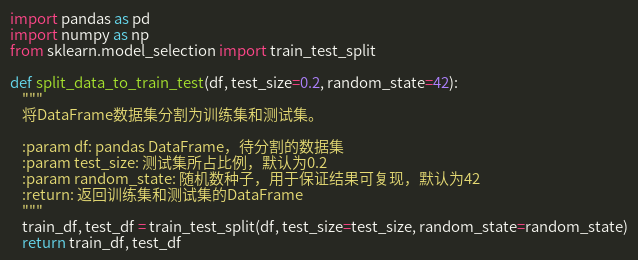 import pandas as pd
import numpy as np
from sklearn.model_selection import train_test_split
def split_data_to_train_test(df, test_size=0.2, random_state=42):
"""
将DataFrame数据集分割为训练集和测试集。
:param df: pandas DataFrame，待分割的数据集
:param test_size: 测试集所占比例，默认为0.2
:param random_state: 随机数种子，用于保证结果可复现，默认为42
:return: 返回训练集和测试集的DataFrame
"""
train_df, test_df = train_test_split(df, test_size=test_size, random_state=random_state)
return train_df, test_df